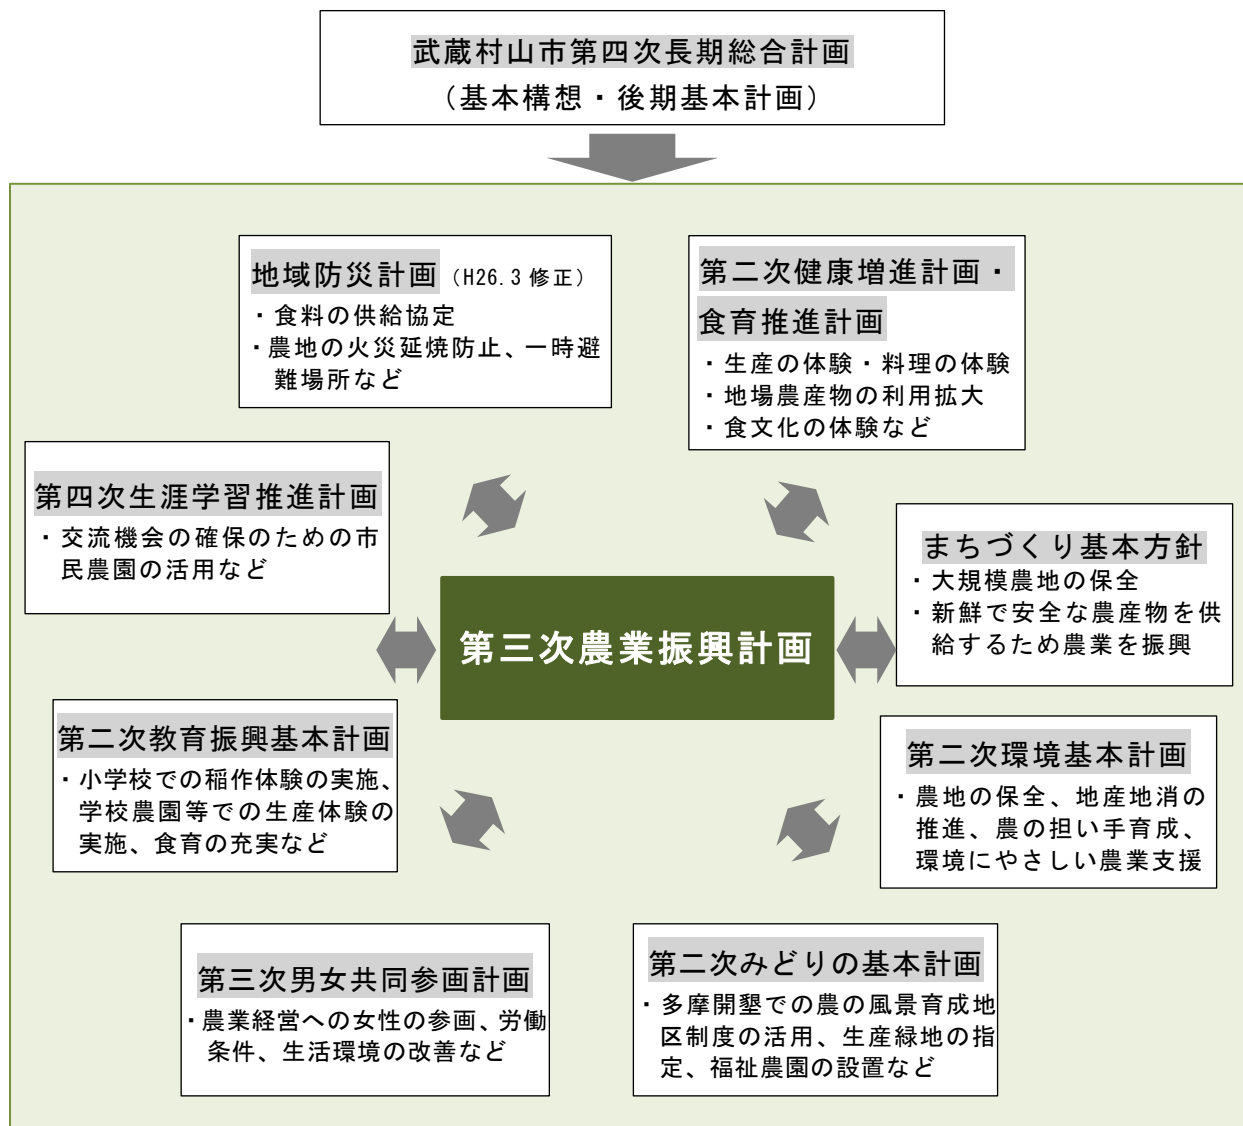 武蔵村山市第四次長期総合計画
（基本構想・後期基本計画）
地域防災計画（H26.3 修正）
・食料の供給協定
・農地の火災延焼防止、一時避
難場所など
第二次健康増進計画・
食育推進計画
・生産の体験・料理の体験
・地場農産物の利用拡大
・食文化の体験など
第四次生涯学習推進計画
・交流機会の確保のための市
民農園の活用など
まちづくり基本方針
・大規模農地の保全
・新鮮で安全な農産物を供
給するため農業を振興
第三次農業振興計画
第二次教育振興基本計画
・小学校での稲作体験の実施、
学校農園等での生産体験の
実施、食育の充実など
第二次環境基本計画
・農地の保全、地産地消の
推進、農の担い手育成、
環境にやさしい農業支援
第三次男女共同参画計画
・農業経営への女性の参画、労働
条件、生活環境の改善など
第二次みどりの基本計画
・多摩開墾での農の風景育成地
区制度の活用、生産緑地の指
定、福祉農園の設置など